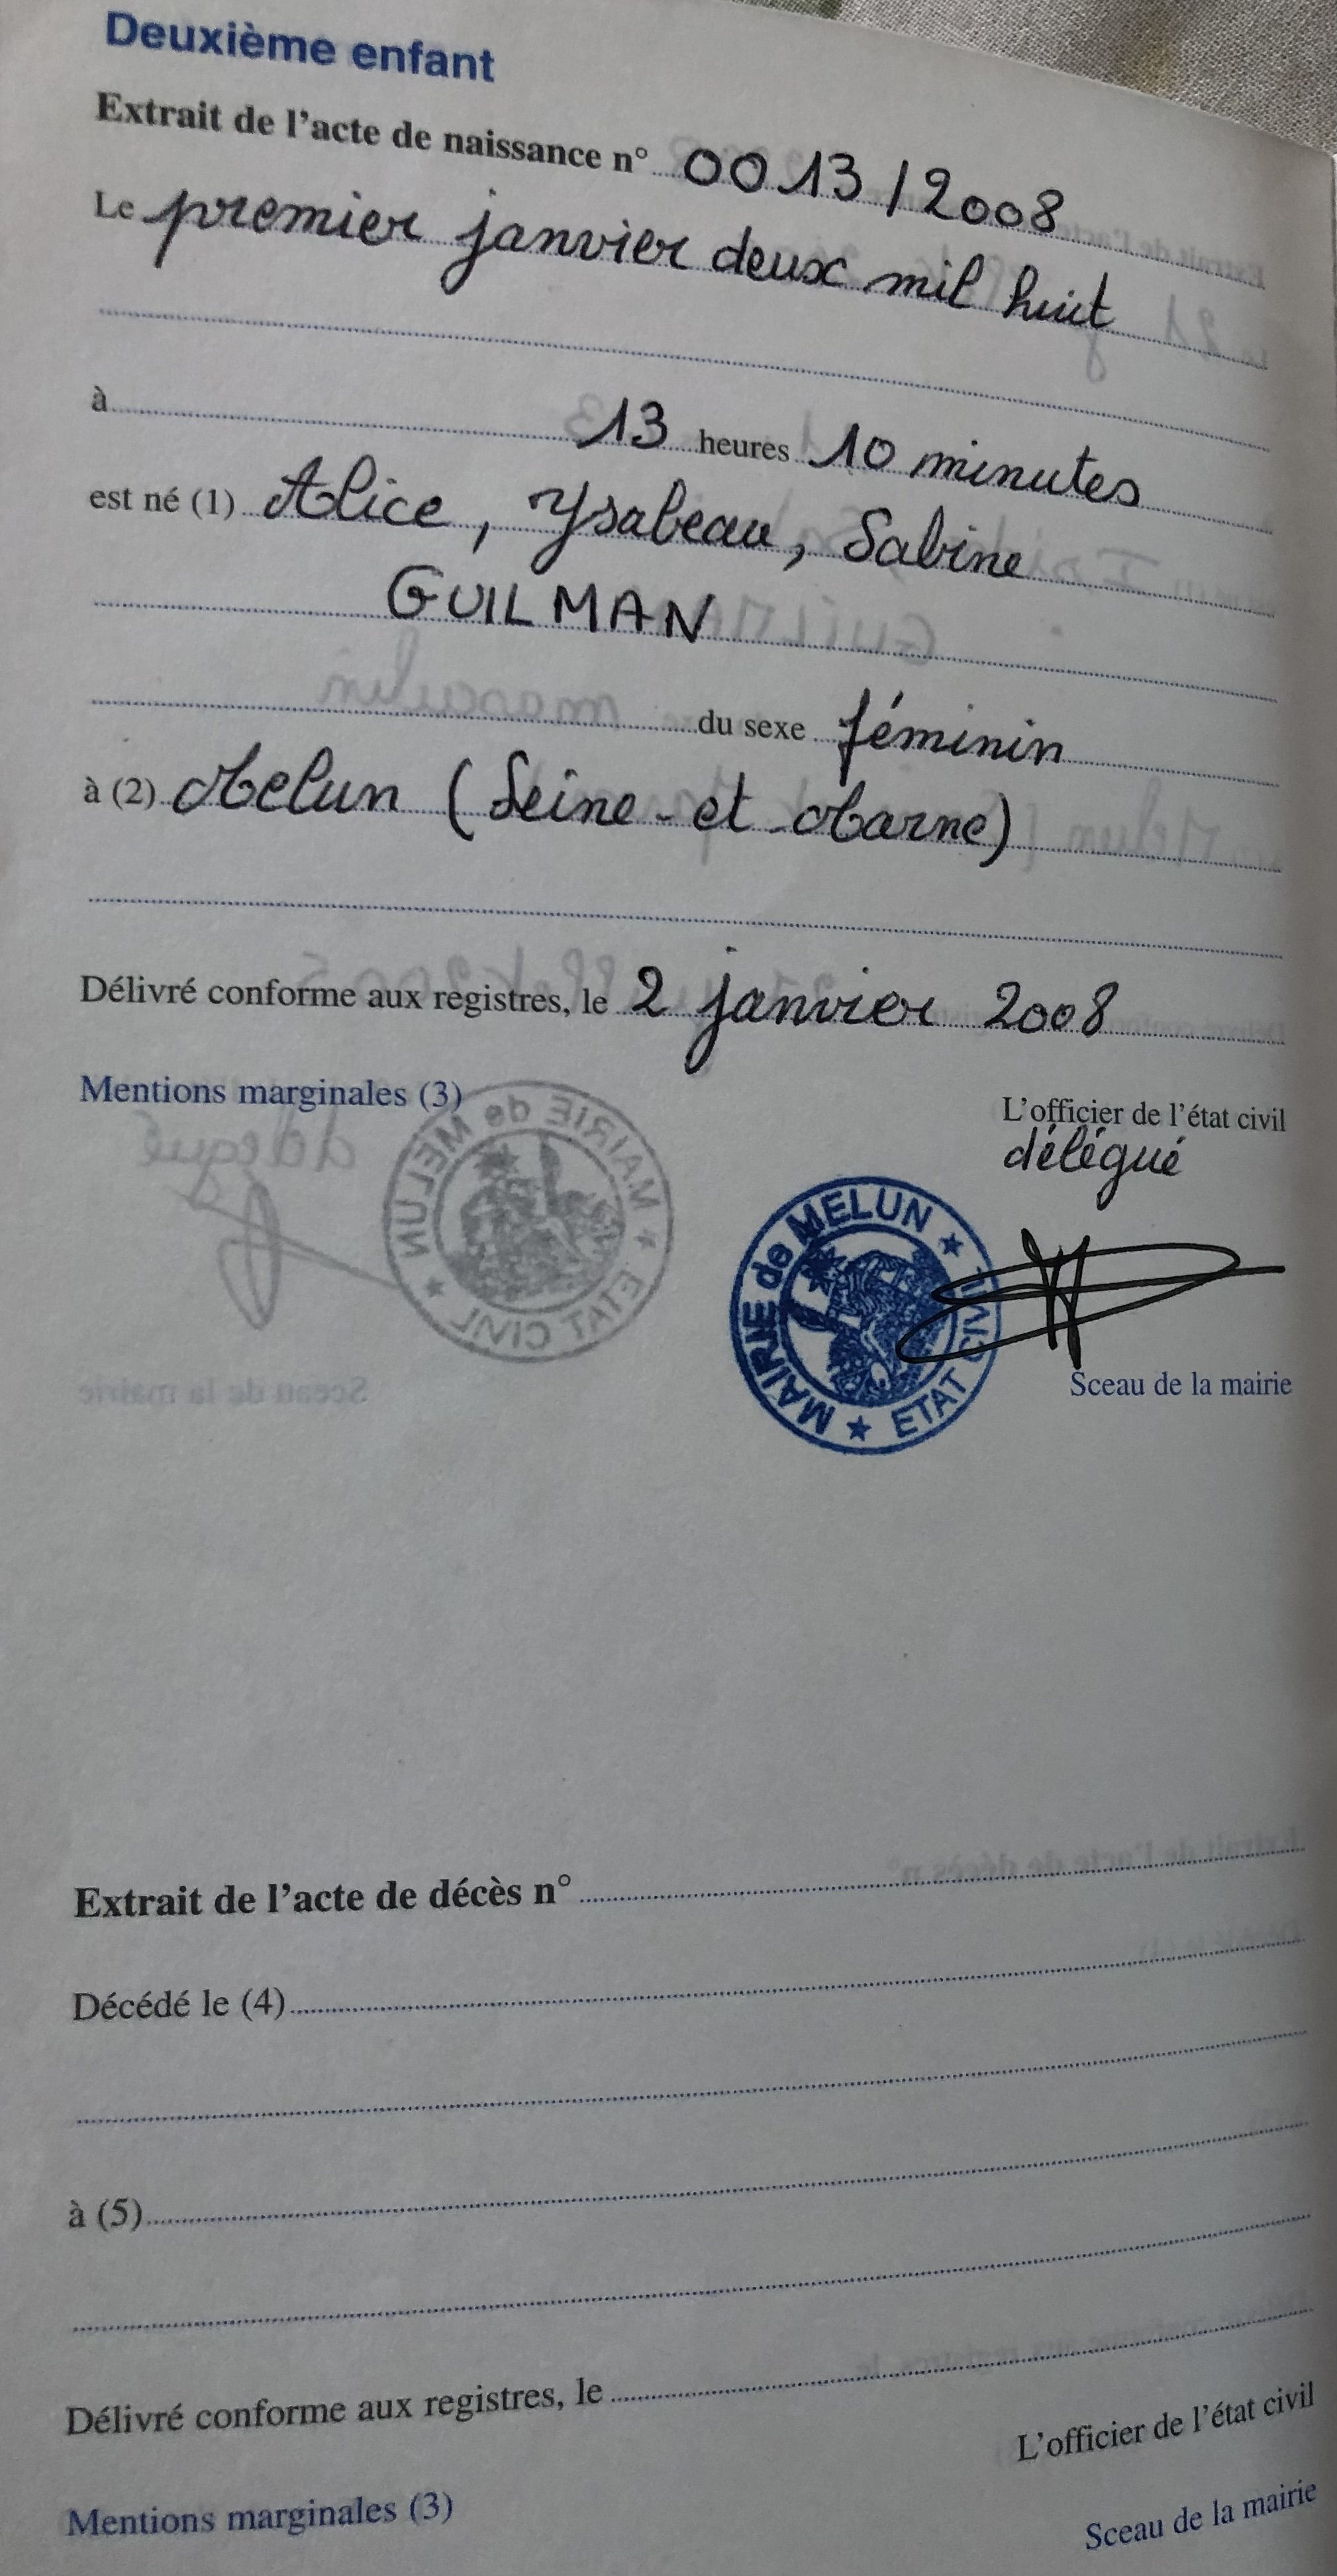 Deuxième enfant
Extrait de l'acte de naissance n° 0013/2008
Le premier janvier deux mil huit
à 13 heures 10 minutes
est né (1) Alice, Ysabeau, Sabine
GUILMAN
du sexe féminin
à (2) Melun (Seine-et-Marne)
Délivré conforme aux registres, le 2 janvier 2008
Mentions marginales (3)
L'officier de l'état civil
délégué
MAIRIE de MELUN ★ ETAT CIVIL ★
Sceau de la mairie
Extrait de l'acte de décès n°
Décédé le (4)
à (5)
Délivré conforme aux registres, le
L'officier de l'état civil
Mentions marginales (3)
Sceau de la mairie